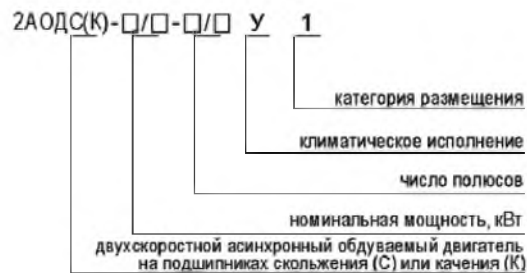 2АОДС(К)-□/□-□/□ У 1
категория размещения
климатическое исполнение
число полюсов
номинальная мощность, кВт
двухскоростной асинхронный обдуваемый двигатель
на подшипниках скольжения (С) или качения (К)